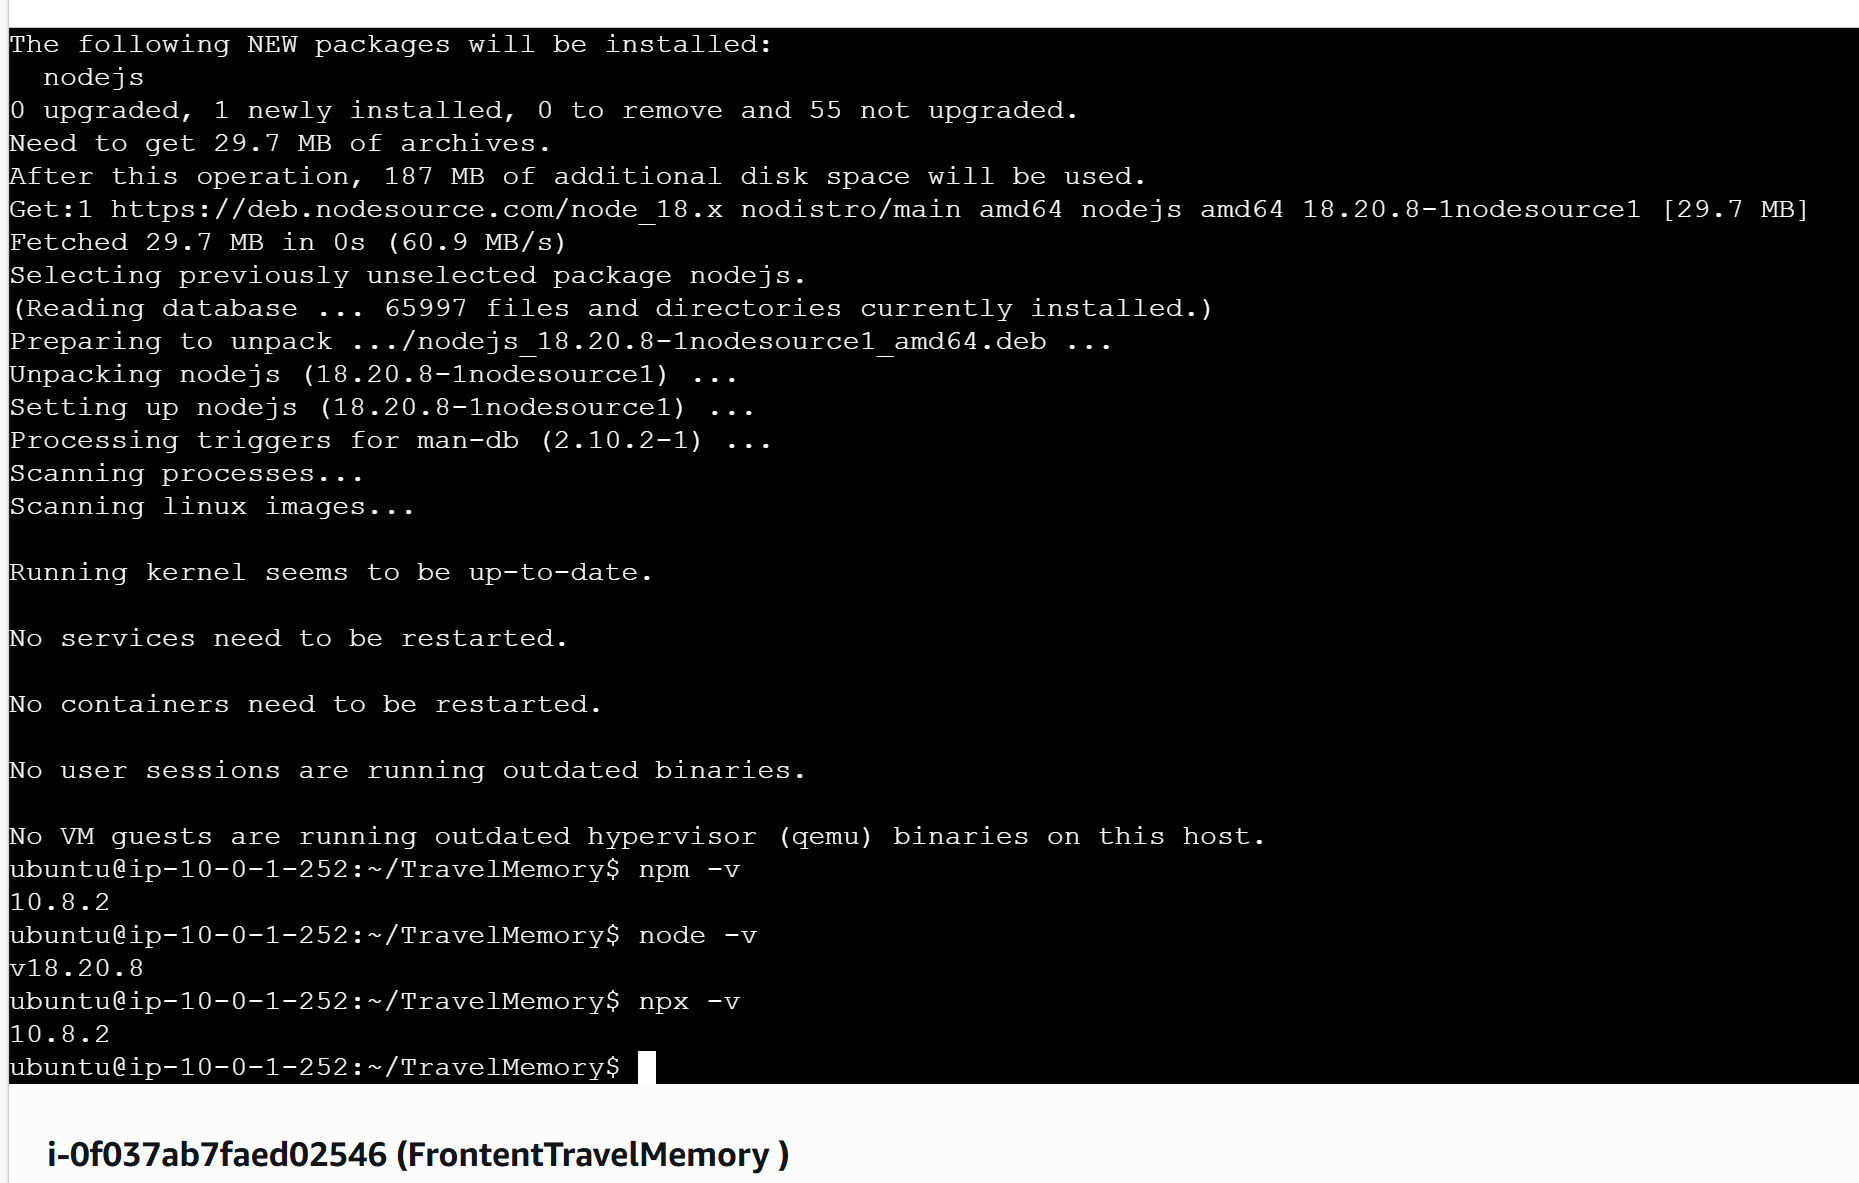 The following NEW packages will be installed:
  nodejs
0 upgraded, 1 newly installed, 0 to remove and 55 not upgraded.
Need to get 29.7 MB of archives.
After this operation, 187 MB of additional disk space will be used.
Get:1 https://deb.nodesource.com/node_18.x nodistro/main amd64 nodejs amd64 18.20.8-1nodesource1 [29.7 MB]
Fetched 29.7 MB in 0s (60.9 MB/s)
Selecting previously unselected package nodejs.
(Reading database ... 65997 files and directories currently installed.)
Preparing to unpack .../nodejs_18.20.8-1nodesource1_amd64.deb ...
Unpacking nodejs (18.20.8-1nodesource1) ...
Setting up nodejs (18.20.8-1nodesource1) ...
Processing triggers for man-db (2.10.2-1) ...
Scanning processes...
Scanning linux images...
Running kernel seems to be up-to-date.
No services need to be restarted.
No containers need to be restarted.
No user sessions are running outdated binaries.
No VM guests are running outdated hypervisor (qemu) binaries on this host.
ubuntu@ip-10-0-1-252:~/TravelMemory$ npm -v
10.8.2
ubuntu@ip-10-0-1-252:~/TravelMemory$ node -v
v18.20.8
ubuntu@ip-10-0-1-252:~/TravelMemory$ npx -v
10.8.2
ubuntu@ip-10-0-1-252:~/TravelMemory$
i-0f037ab7faed02546 (FrontentTravelMemory )